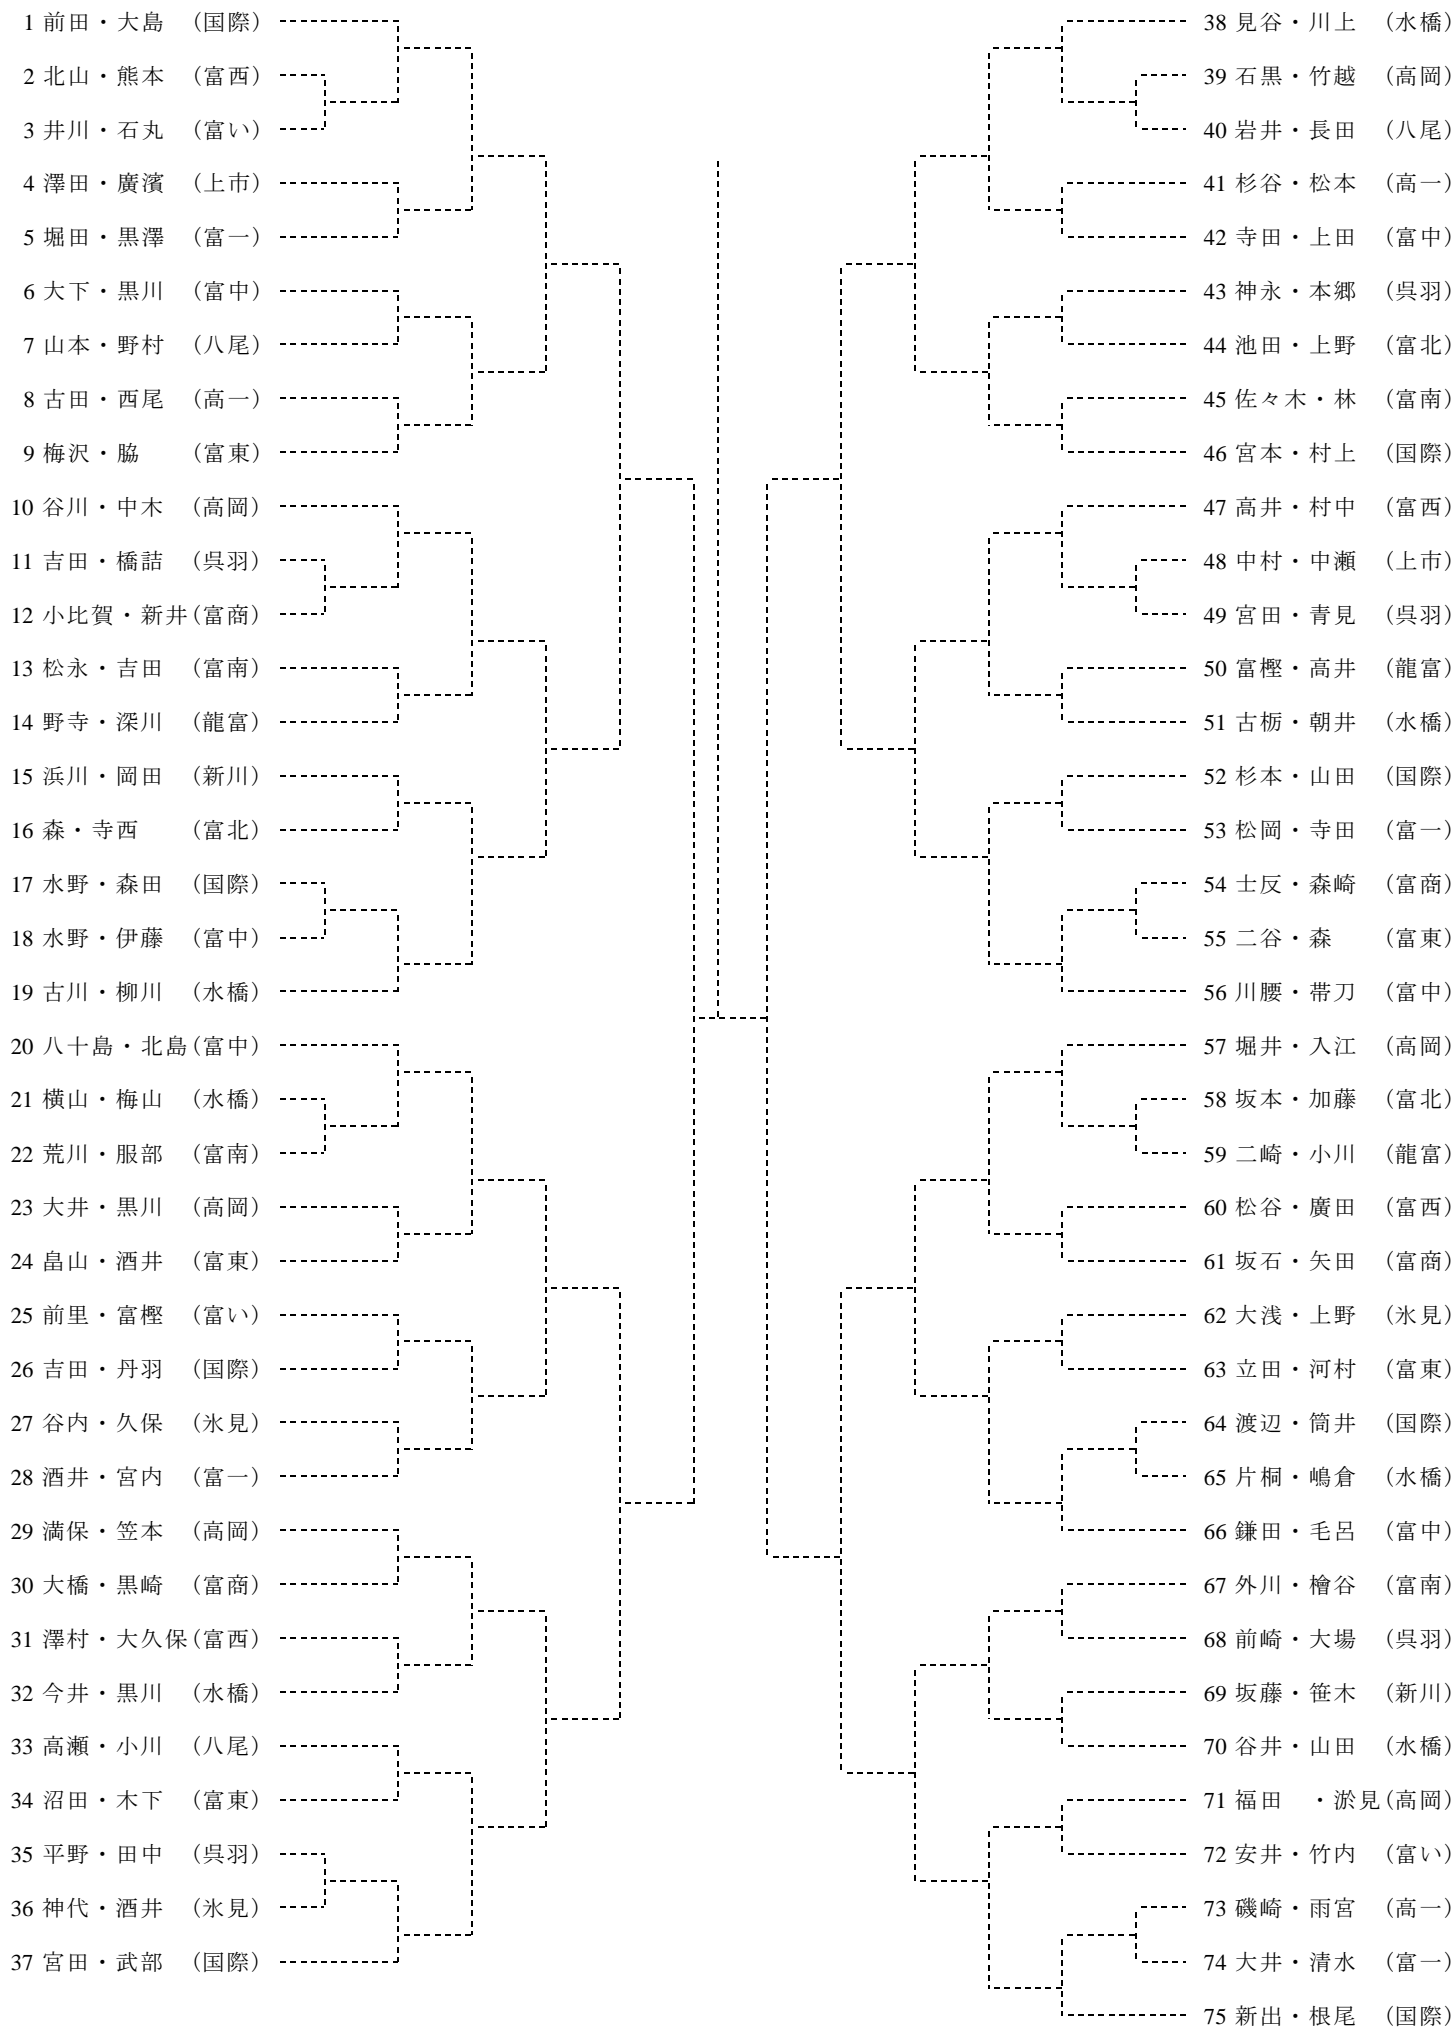 1 前田・大島 (国際)
2 北山・熊本 (富西)
3 井川・石丸 (富い)
4 澤田・廣濱 (上市)
5 堀田・黒澤 (富一)
6 大下・黒川 (富中)
7 山本・野村 (八尾)
8 古田・西尾 (高一)
9 梅沢・脇 (富東)
10 谷川・中木 (高岡)
11 吉田・橋詰 (呉羽)
12 小比賀・新井(富商)
13 松永・吉田 (富南)
14 野寺・深川 (龍富)
15 浜川・岡田 (新川)
16 森・寺西 (富北)
17 水野・森田 (国際)
18 水野・伊藤 (富中)
19 古川・柳川 (水橋)
20 八十島・北島(富中)
21 横山・梅山 (水橋)
22 荒川・服部 (富南)
23 大井・黒川 (高岡)
24 畠山・酒井 (富東)
25 前里・富樫 (富い)
26 吉田・丹羽 (国際)
27 谷内・久保 (氷見)
28 酒井・宮内 (富一)
29 満保・笠本 (高岡)
30 大橋・黒崎 (富商)
31 澤村・大久保(富西)
32 今井・黒川 (水橋)
33 高瀬・小川 (八尾)
34 沼田・木下 (富東)
35 平野・田中 (呉羽)
36 神代・酒井 (氷見)
37 宮田・武部 (国際)
38 見谷・川上 (水橋)
39 石黒・竹越 (高岡)
40 岩井・長田 (八尾)
41 杉谷・松本 (高一)
42 寺田・上田 (富中)
43 神永・本郷 (呉羽)
44 池田・上野 (富北)
45 佐々木・林 (富南)
46 宮本・村上 (国際)
47 高井・村中 (富西)
48 中村・中瀬 (上市)
49 宮田・青見 (呉羽)
50 富樫・高井 (龍富)
51 古栃・朝井 (水橋)
52 杉本・山田 (国際)
53 松岡・寺田 (富一)
54 士反・森崎 (富商)
55 二谷・森 (富東)
56 川腰・帯刀 (富中)
57 堀井・入江 (高岡)
58 坂本・加藤 (富北)
59 二崎・小川 (龍富)
60 松谷・廣田 (富西)
61 坂石・矢田 (富商)
62 大浅・上野 (氷見)
63 立田・河村 (富東)
64 渡辺・筒井 (国際)
65 片桐・嶋倉 (水橋)
66 鎌田・毛呂 (富中)
67 外川・檜谷 (富南)
68 前崎・大場 (呉羽)
69 坂藤・笹木 (新川)
70 谷井・山田 (水橋)
71 福田 ・淤見(高岡)
72 安井・竹内 (富い)
73 磯崎・雨宮 (高一)
74 大井・清水 (富一)
75 新出・根尾 (国際)